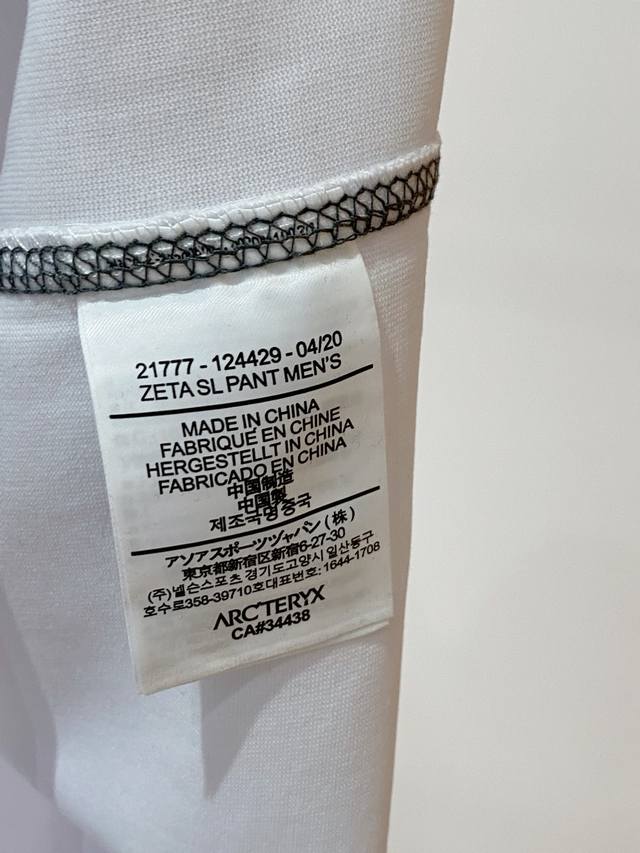 21777 - 124429 - 04/20
ZETA SL PANT MEN'S
MADE IN CHINA
FABRIQUÉ EN CHINE
HERGESTELLT IN CHINA
FABRICADO EN CHINA
中国制造
中国製
제조국명 중국
アソアスポーツジャパン (株)
東京都新宿区新宿6-27-30
(주)넬슨스포츠 경기도고양시 일산동구
호수로358-39710호대표번호: 1644-1708
ARC'TERYX
CA#34438